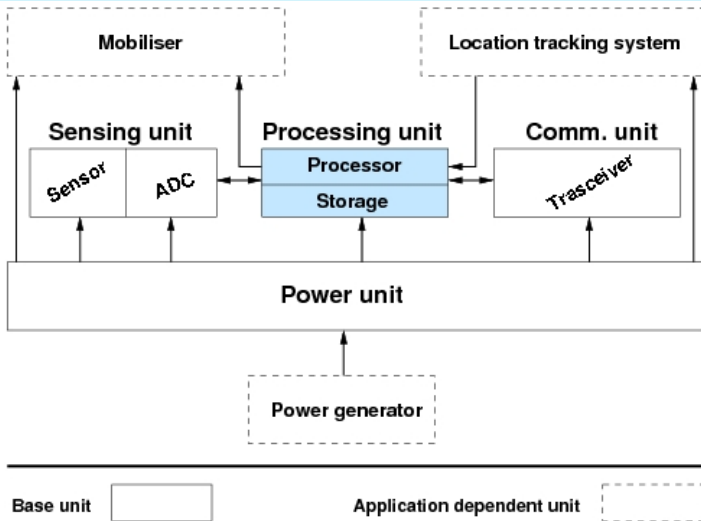 Mobiliser
Location tracking system
Sensing unit
Processing unit
Comm. unit
Sensor
ADC
Processor
Storage
Trasceiver
Power unit
Power generator
Base unit
Application dependent unit